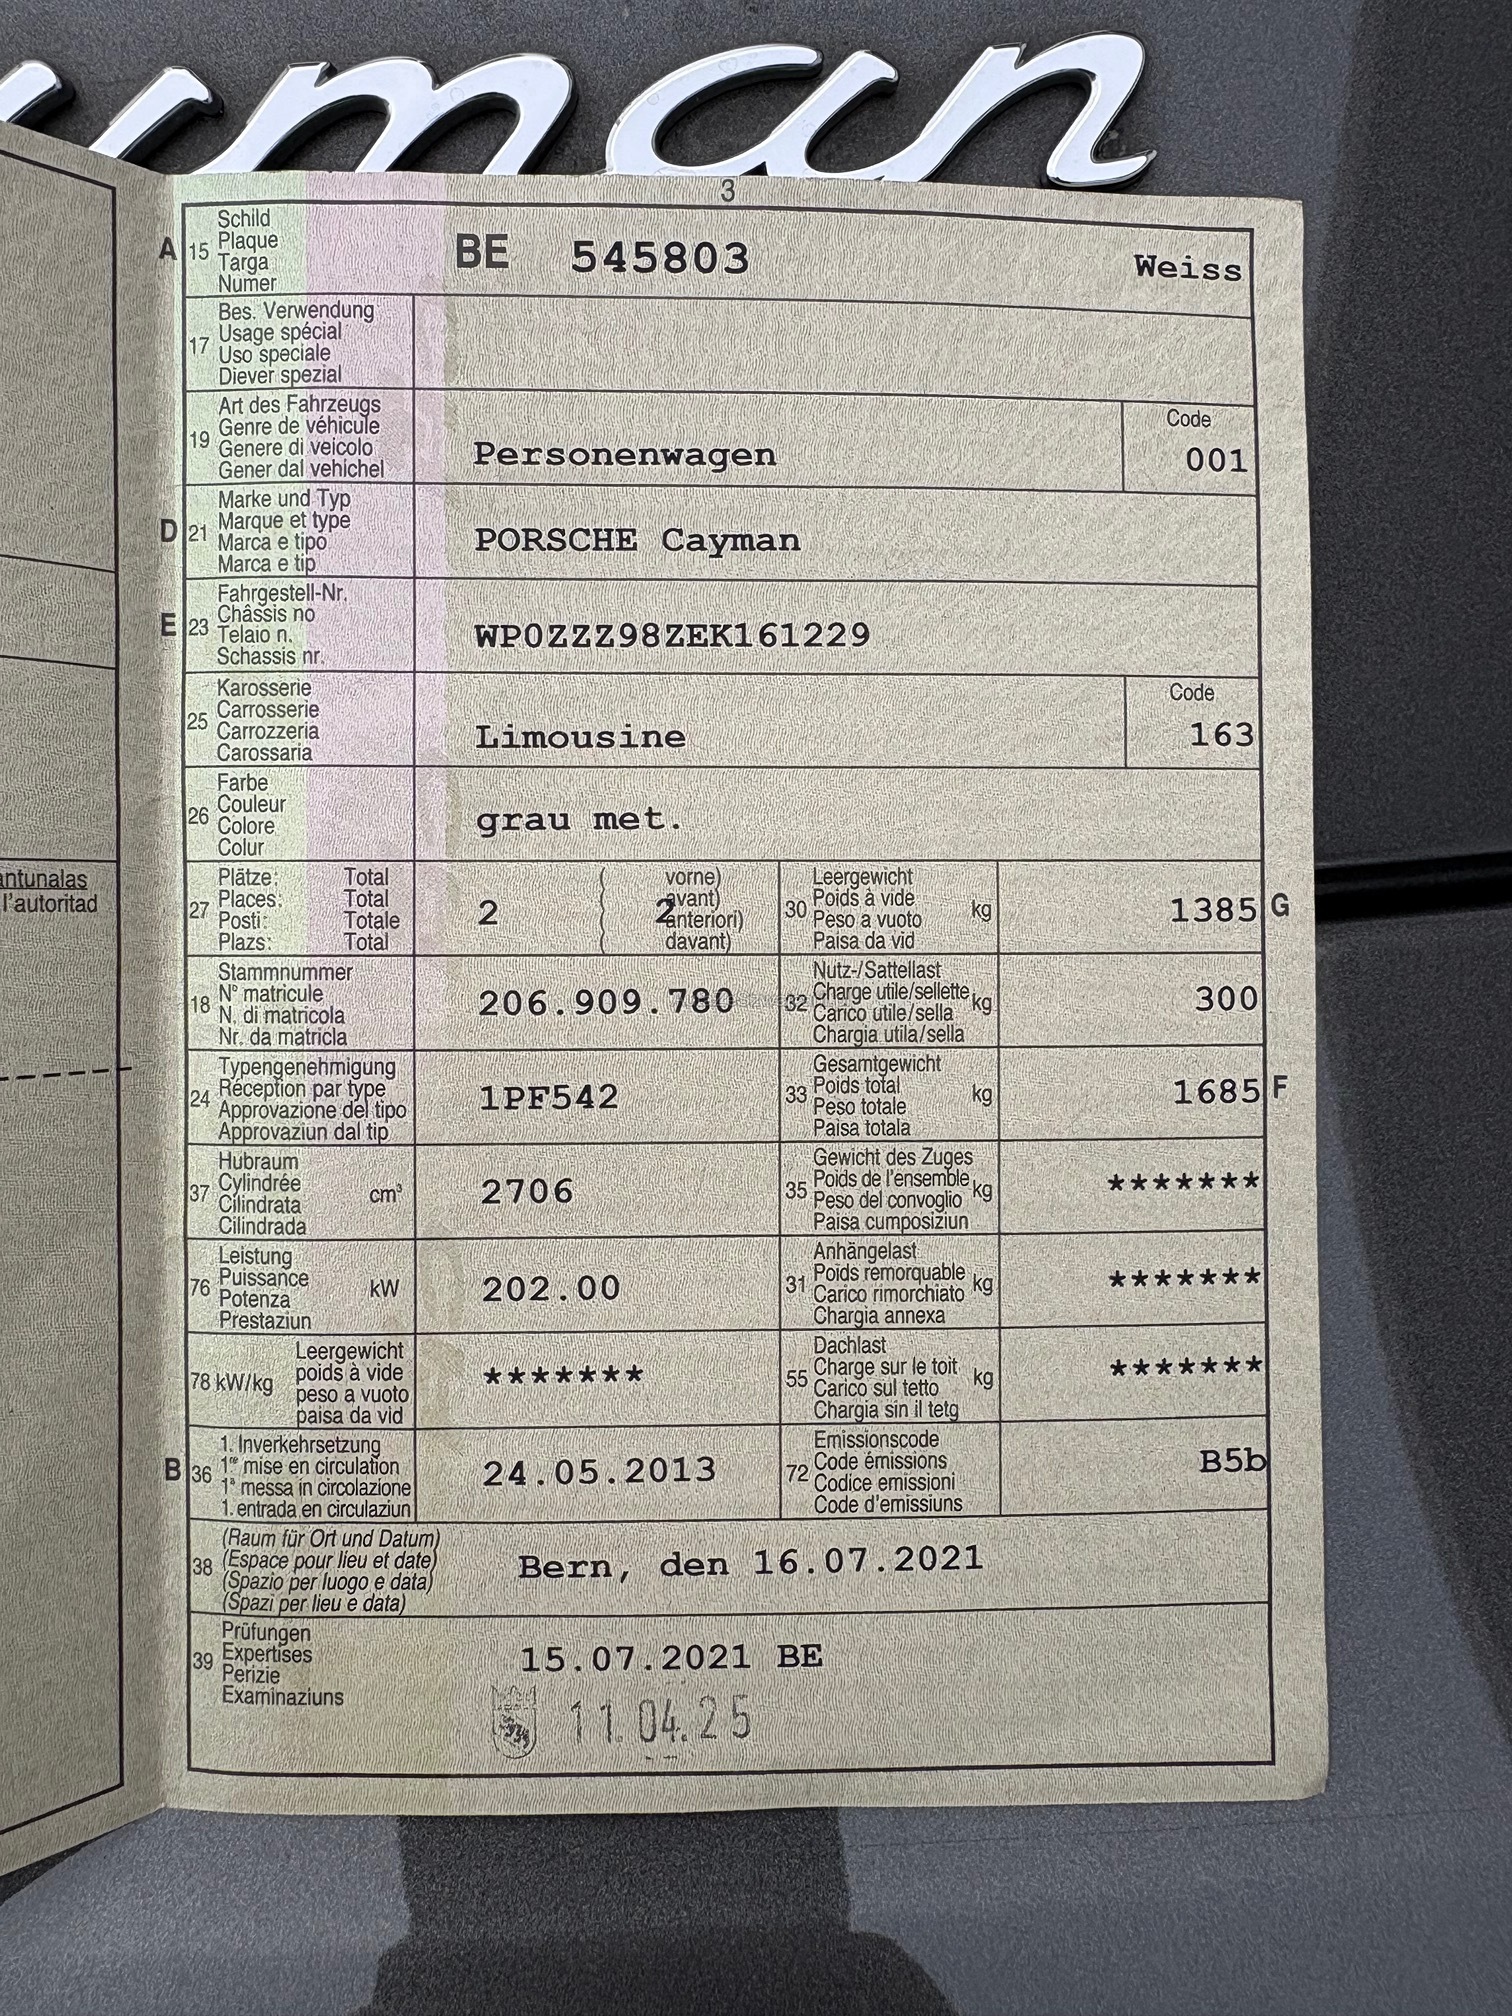 yman
3
A 15 Schild
Plaque
Targa
Numer
BE 545803 Weiss
17 Bes. Verwendung
Usage spécial
Uso speciale
Diever spezial
19 Art des Fahrzeugs
Genre de véhicule
Genere di veicolo
Gener dal vehichel
Personenwagen
Code
001
D 21 Marke und Typ
Marque et type
Marca e tipo
Marca e tip
PORSCHE Cayman
E 23 Fahrgestell-Nr.
Châssis no
Telaio n.
Schassis nr.
WP0ZZZ98ZEK161229
25 Karosserie
Carrosserie
Carrozzeria
Carossaria
Limousine
Code
163
26 Farbe
Couleur
Colore
Colur
grau met.
antunalas
l'autoritad
27 Plätze: Total
Places: Total
Posti: Totale
Plazs: Total
2
( vorne)
( avant)
( anteriori)
( davant)
2
30 Leergewicht
Poids à vide
Peso a vuoto
Paisa da vid
kg
1385 G
18 Stammnummer
N° matricule
N. di matricola
Nr. da matricla
206.909.780
32 Nutz-/Sattellast
Charge utile/sellette
Carico utile/sella
Chargia utila/sella
kg
300
24 Typengenehmigung
Réception par type
Approvazione del tipo
Approvaziun dal tip
1PF542
33 Gesamtgewicht
Poids total
Peso totale
Paisa totala
kg
1685 F
37 Hubraum
Cylindrée
Cilindrata
Cilindrada
cm³
2706
35 Gewicht des Zuges
Poids de l'ensemble
Peso del convoglio
Paisa cumposiziun
kg
*******
76 Leistung
Puissance
Potenza
Prestaziun
kW
202.00
31 Anhängelast
Poids remorquable
Carico rimorchiato
Chargia annexa
kg
*******
78 kW/kg Leergewicht
poids à vide
peso a vuoto
paisa da vid
*******
55 Dachlast
Charge sur le toit
Carico sul tetto
Chargia sin il tetg
kg
*******
B 36 1. Inverkehrsetzung
1re mise en circulation
1a messa in circolazione
1. entrada en circulaziun
24.05.2013
72 Emissionscode
Code émissions
Codice emissioni
Code d'emissiuns
B5b
38 (Raum für Ort und Datum)
(Espace pour lieu et date)
(Spazio per luogo e data)
(Spazi per lieu e data)
Bern, den 16.07.2021
39 Prüfungen
Expertises
Perizie
Examinaziuns
15.07.2021 BE
11.04.25